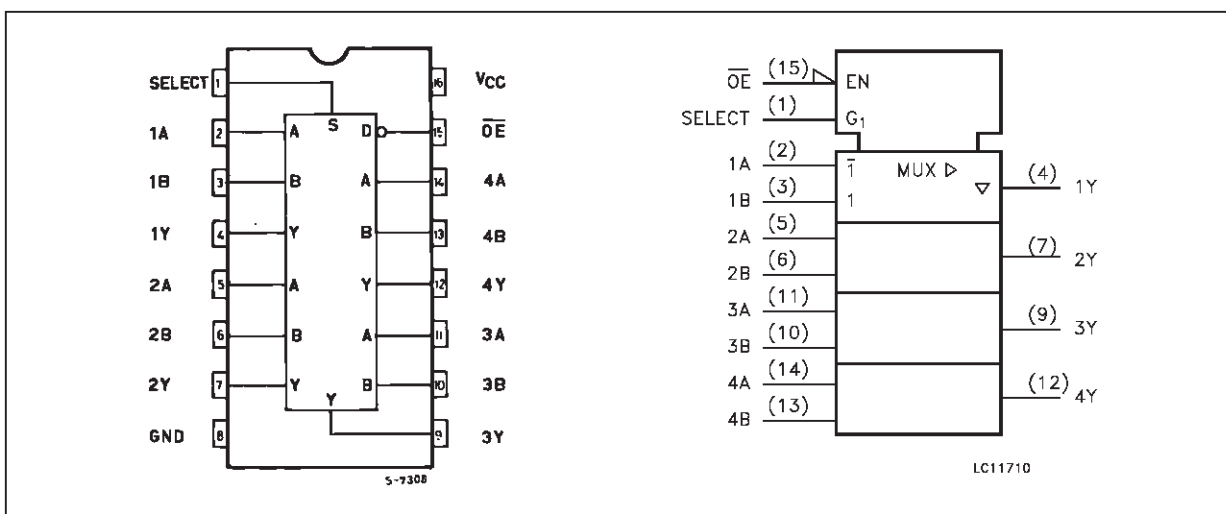 SELECT 1 16 VCC
S
1A 2 A D 15 O̅E̅
1B 3 B A 14 4A
1Y 4 Y B 13 4B
2A 5 A Y 12 4Y
2B 6 B A 11 3A
2Y 7 Y B 10 3B
Y
GND 8 9 3Y
S-7308
O̅E̅ (15) EN
SELECT (1) G1
1A (2) 1̅ MUX ▷ ▽ (4) 1Y
1B (3) 1
2A (5)
2B (6) (7) 2Y
3A (11)
3B (10) (9) 3Y
4A (14)
4B (13) (12) 4Y
LC11710